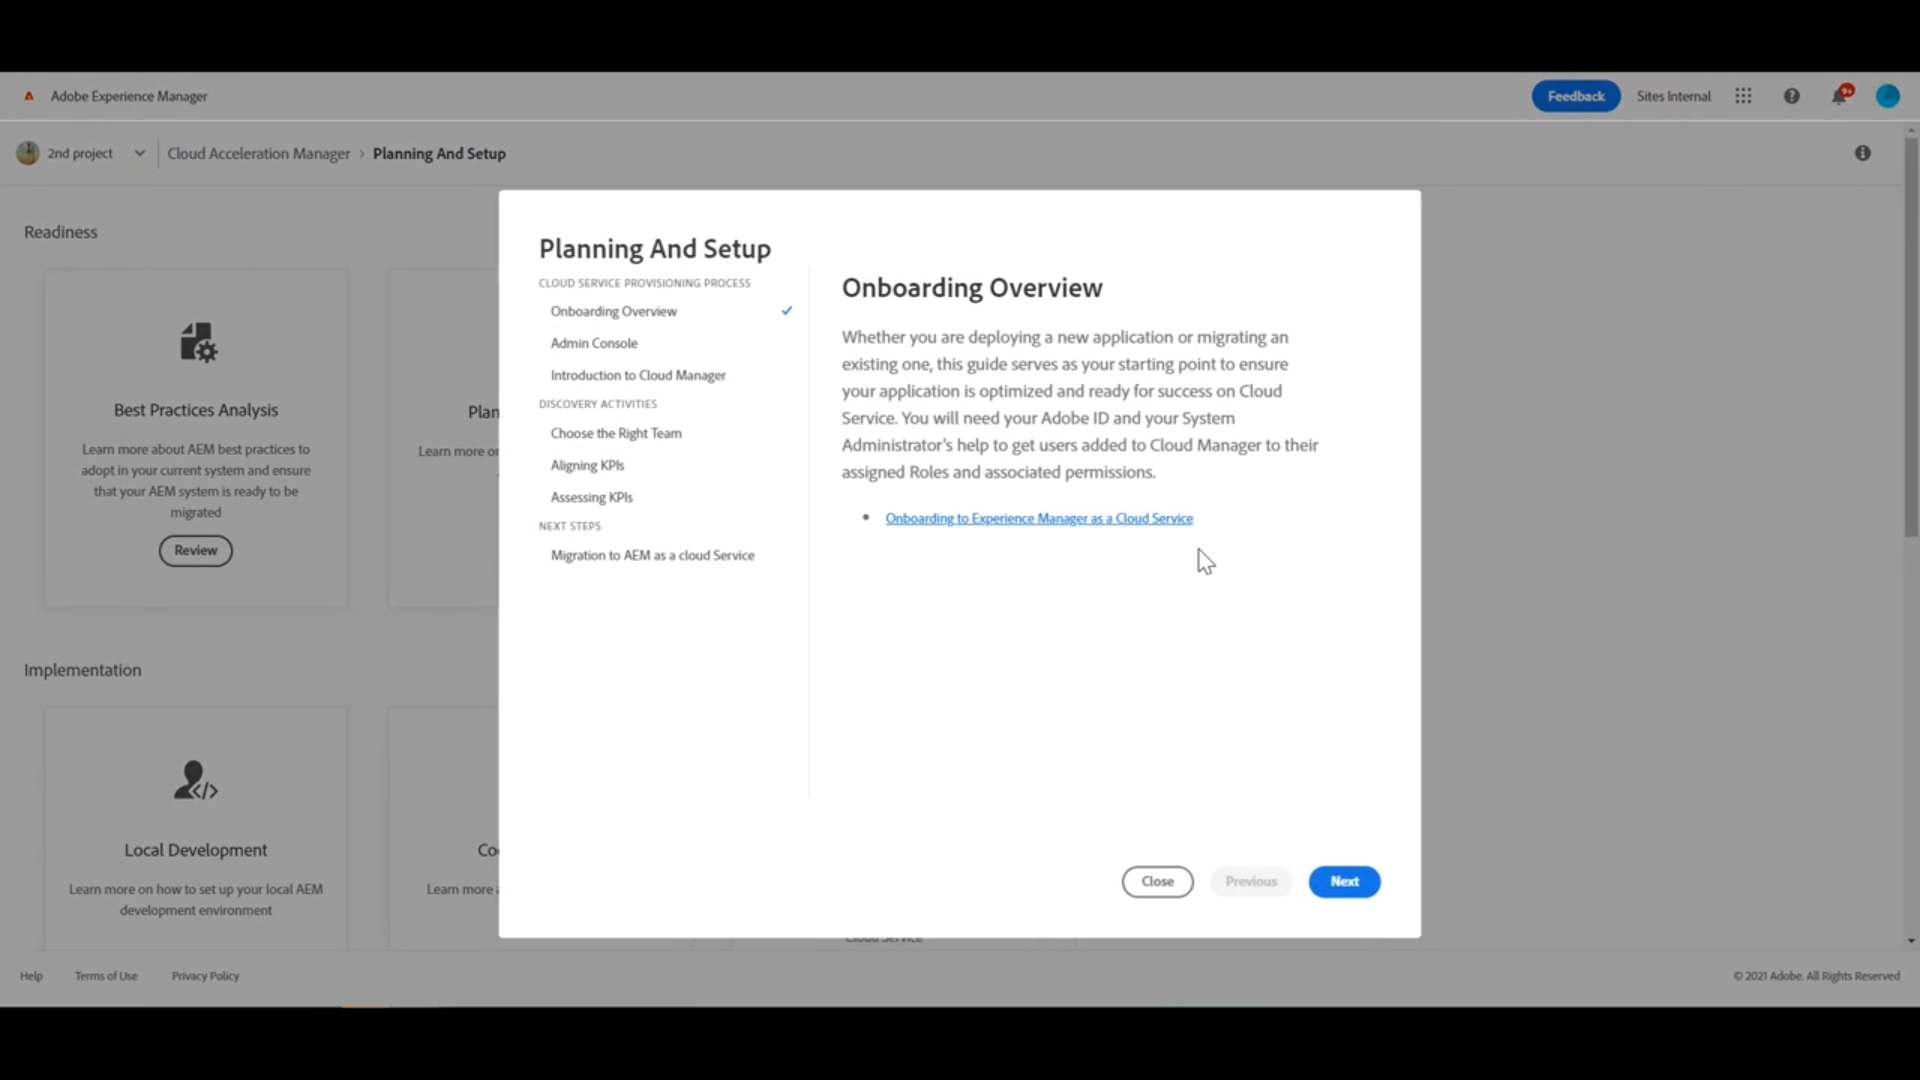 Adobe Experience Manager
Feedback
Sites Internal
9+
2nd project
Cloud Acceleration Manager > Planning And Setup
Readiness
Best Practices Analysis
Learn more about AEM best practices to
adopt in your current system and ensure
that your AEM system is ready to be
migrated
Review
Plan
Learn more o
Implementation
Local Development
Learn more on how to set up your local AEM
development environment
Co
Learn more
Planning And Setup
CLOUD SERVICE PROVISIONING PROCESS
Onboarding Overview
Admin Console
Introduction to Cloud Manager
DISCOVERY ACTIVITIES
Choose the Right Team
Aligning KPIs
Assessing KPIs
NEXT STEPS
Migration to AEM as a cloud Service
Onboarding Overview
Whether you are deploying a new application or migrating an
existing one, this guide serves as your starting point to ensure
your application is optimized and ready for success on Cloud
Service. You will need your Adobe ID and your System
Administrator's help to get users added to Cloud Manager to their
assigned Roles and associated permissions.
• Onboarding to Experience Manager as a Cloud Service
Close
Previous
Next
Cloud Service
Help
Terms of Use
Privacy Policy
© 2021 Adobe. All Rights Reserved